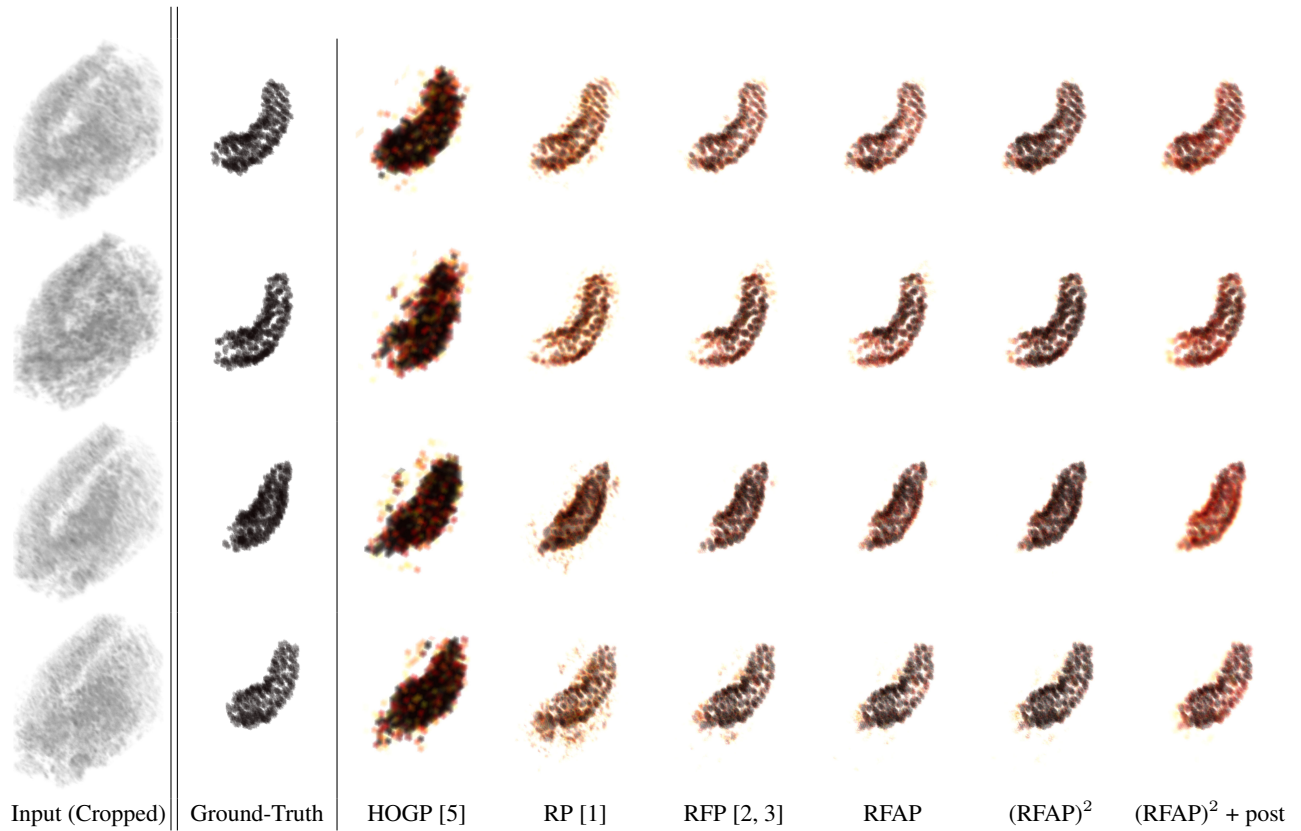 Input (Cropped) Ground-Truth HOGP [5] RP [1] RFP [2, 3] RFAP (RFAP)² (RFAP)² + post